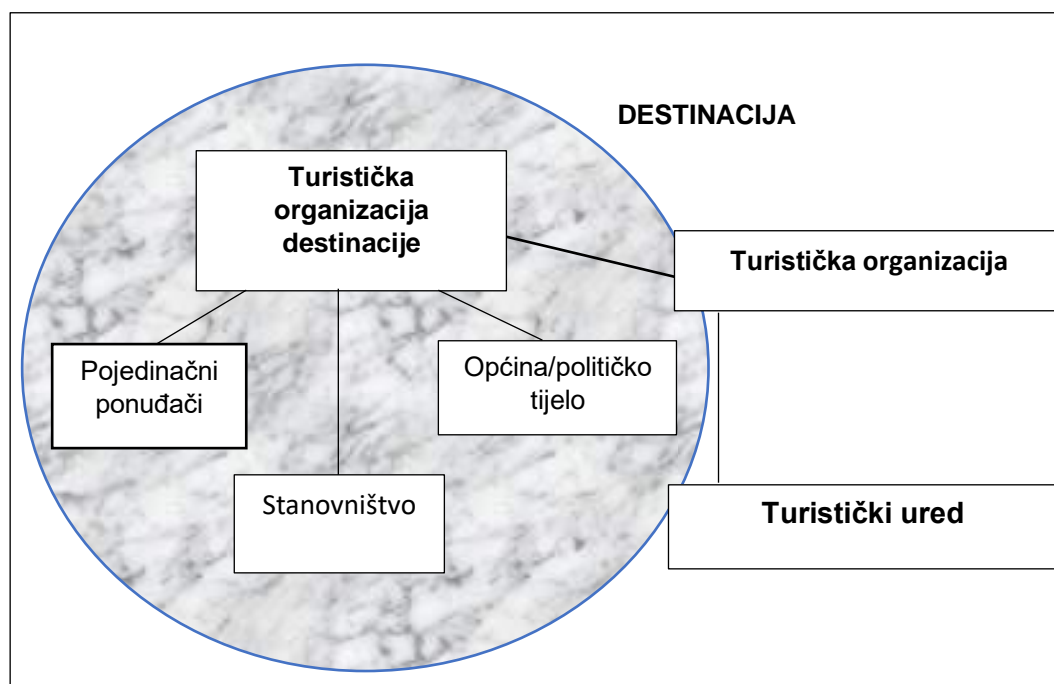 DESTINACIJA
Turistička
organizacija
destinacije
Turistička organizacija
Pojedinačni
ponuđači
Općina/političko
tijelo
Stanovništvo
Turistički ured